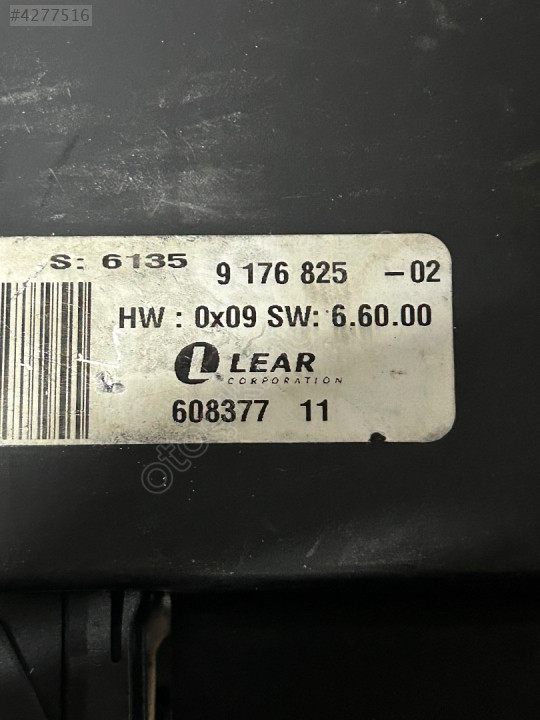 #4277516
S: 6135 9 176 825 -02
HW : 0x09 SW: 6.60.00
LEAR
CORPORATION
608377 11